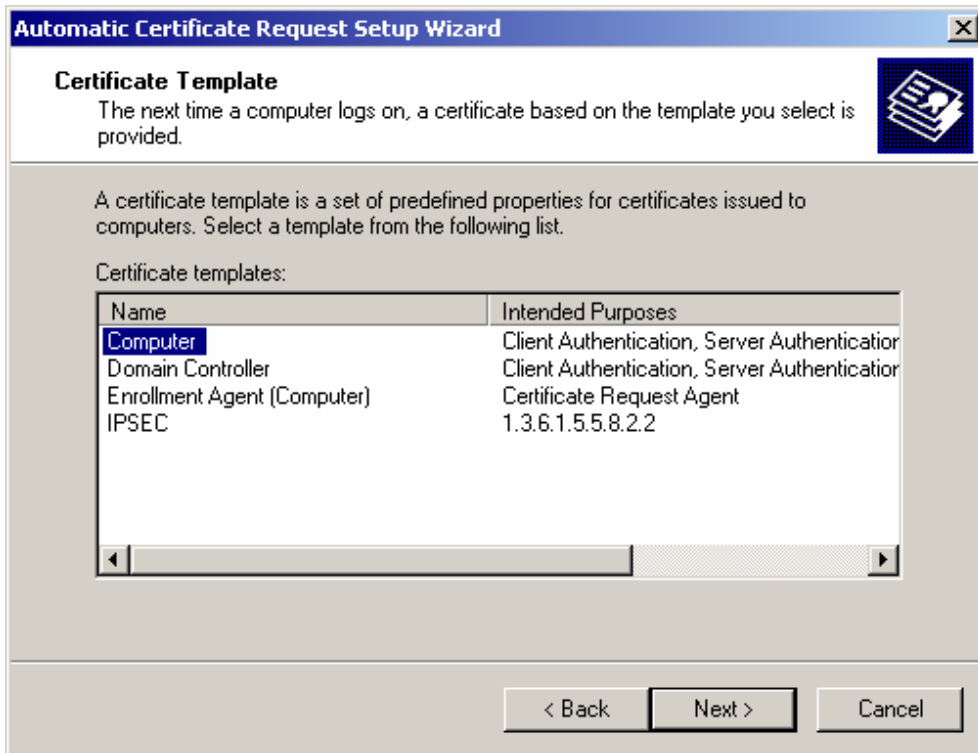 Automatic Certificate Request Setup Wizard
Certificate Template
The next time a computer logs on, a certificate based on the template you select is
provided.
A certificate template is a set of predefined properties for certificates issued to
computers. Select a template from the following list.
Certificate templates:
Name Intended Purposes
Computer Client Authentication, Server Authentication
Domain Controller Client Authentication, Server Authentication
Enrollment Agent (Computer) Certificate Request Agent
IPSEC 1.3.6.1.5.5.8.2.2
< Back Next > Cancel